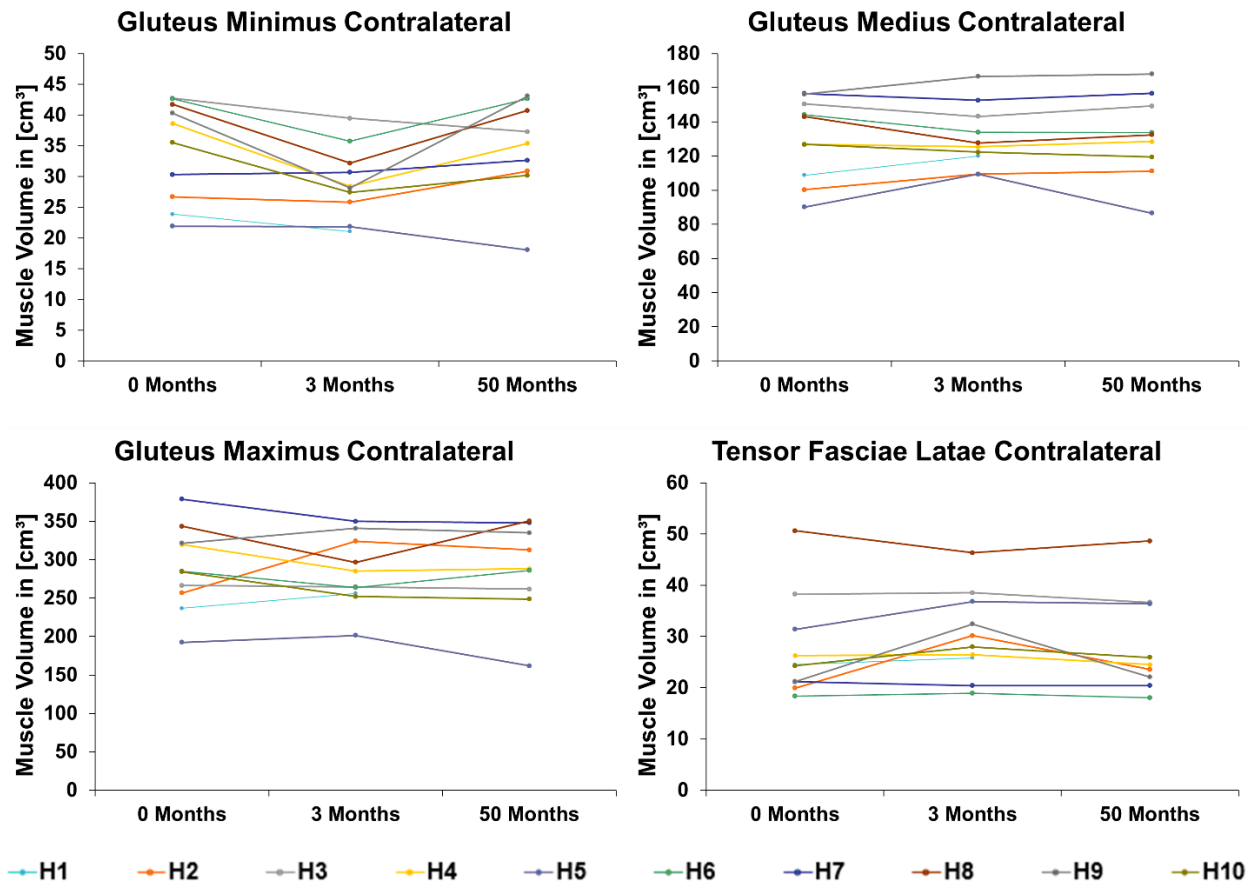 Gluteus Minimus Contralateral
Muscle Volume in [cm³]
50
45
40
35
30
25
20
15
10
5
0
0 Months 3 Months 50 Months
Gluteus Medius Contralateral
Muscle Volume in [cm³]
180
160
140
120
100
80
60
40
20
0
0 Months 3 Months 50 Months
Gluteus Maximus Contralateral
Muscle Volume in [cm³]
400
350
300
250
200
150
100
50
0
0 Months 3 Months 50 Months
Tensor Fasciae Latae Contralateral
Muscle Volume in [cm³]
60
50
40
30
20
10
0
0 Months 3 Months 50 Months
H1 H2 H3 H4 H5 H6 H7 H8 H9 H10